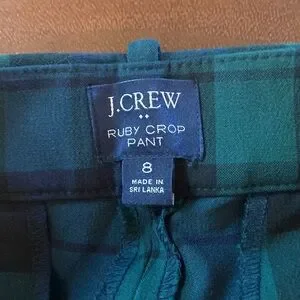 J.CREW
RUBY CROP
PANT
8
MADE IN
SRI LANKA